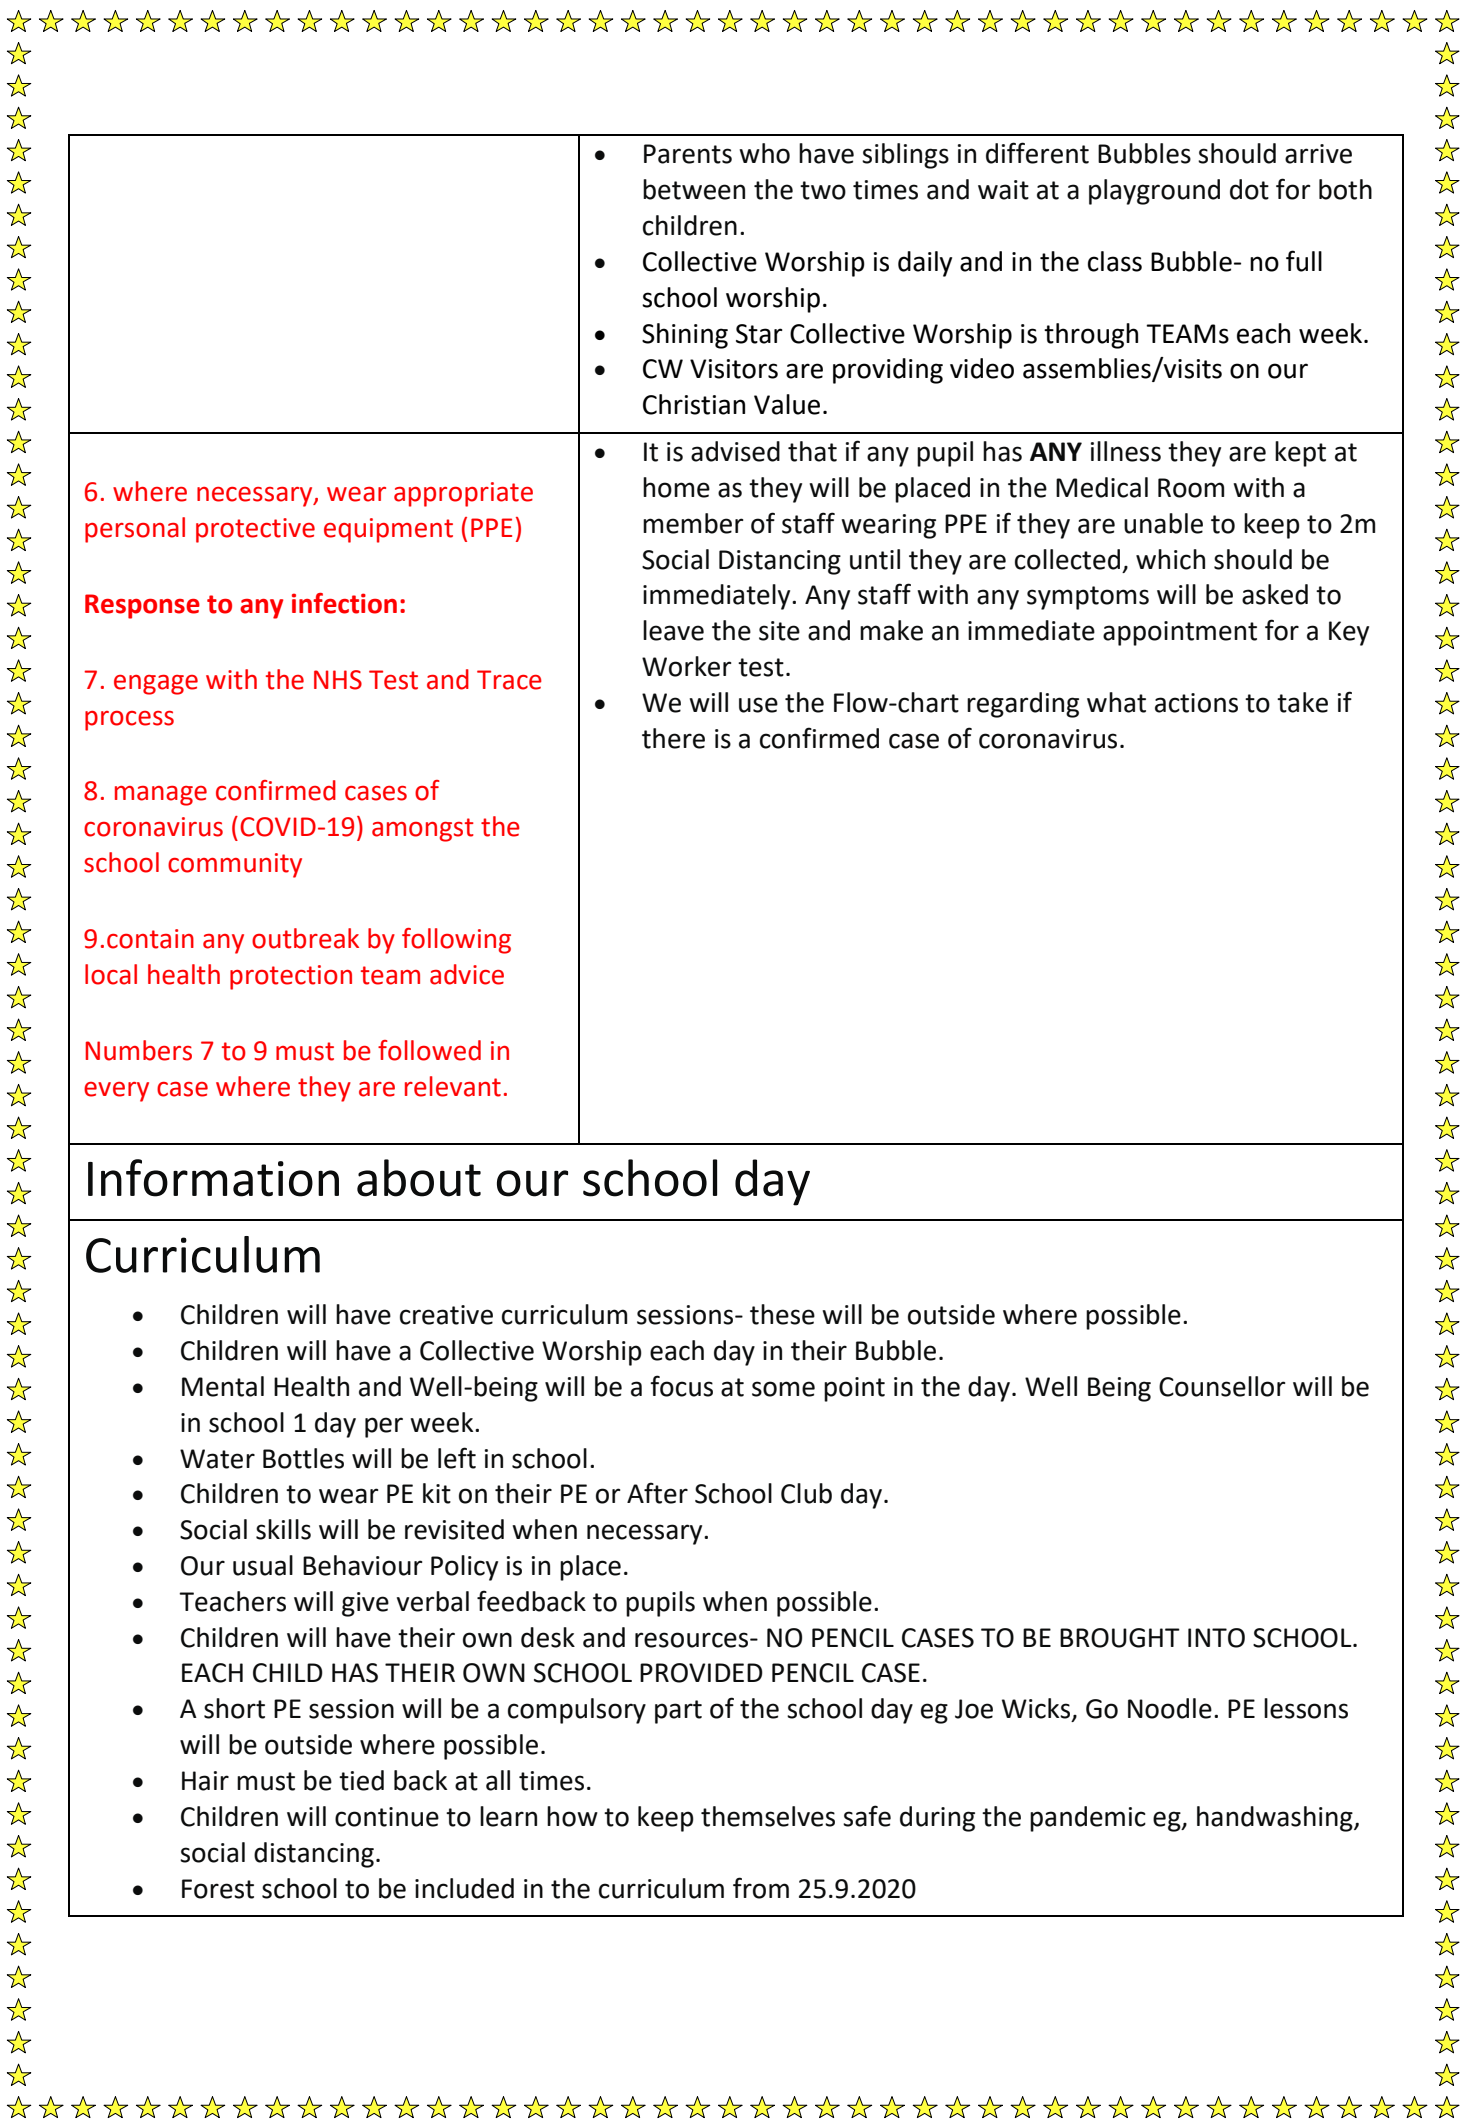 • Parents who have siblings in different Bubbles should arrive
between the two times and wait at a playground dot for both
children.
• Collective Worship is daily and in the class Bubble- no full
school worship.
• Shining Star Collective Worship is through TEAMs each week.
• CW Visitors are providing video assemblies/visits on our
Christian Value.
6. where necessary, wear appropriate
personal protective equipment (PPE)
Response to any infection:
7. engage with the NHS Test and Trace
process
8. manage confirmed cases of
coronavirus (COVID-19) amongst the
school community
9.contain any outbreak by following
local health protection team advice
Numbers 7 to 9 must be followed in
every case where they are relevant.
• It is advised that if any pupil has ANY illness they are kept at
home as they will be placed in the Medical Room with a
member of staff wearing PPE if they are unable to keep to 2m
Social Distancing until they are collected, which should be
immediately. Any staff with any symptoms will be asked to
leave the site and make an immediate appointment for a Key
Worker test.
• We will use the Flow-chart regarding what actions to take if
there is a confirmed case of coronavirus.
Information about our school day
Curriculum
• Children will have creative curriculum sessions- these will be outside where possible.
• Children will have a Collective Worship each day in their Bubble.
• Mental Health and Well-being will be a focus at some point in the day. Well Being Counsellor will be
in school 1 day per week.
• Water Bottles will be left in school.
• Children to wear PE kit on their PE or After School Club day.
• Social skills will be revisited when necessary.
• Our usual Behaviour Policy is in place.
• Teachers will give verbal feedback to pupils when possible.
• Children will have their own desk and resources- NO PENCIL CASES TO BE BROUGHT INTO SCHOOL.
EACH CHILD HAS THEIR OWN SCHOOL PROVIDED PENCIL CASE.
• A short PE session will be a compulsory part of the school day eg Joe Wicks, Go Noodle. PE lessons
will be outside where possible.
• Hair must be tied back at all times.
• Children will continue to learn how to keep themselves safe during the pandemic eg, handwashing,
social distancing.
• Forest school to be included in the curriculum from 25.9.2020